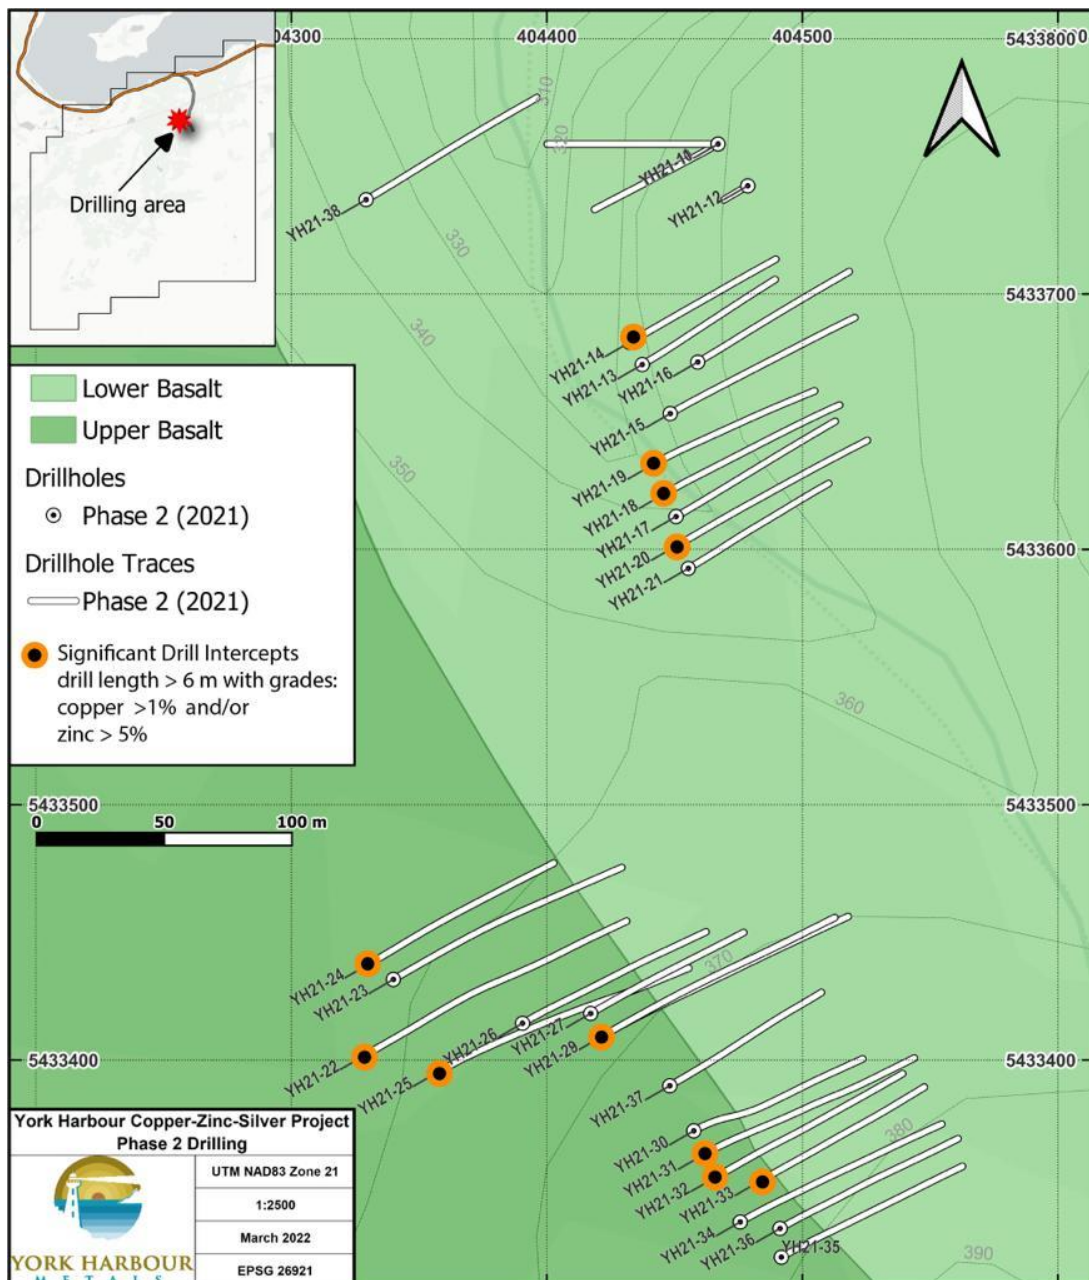 04300
404400
404500
5433800
0
Drilling area
310
320
YH21-10
YH21-12
YH21-38
330
5433700
340
YH21-14
YH21-13
YH21-16
YH21-15
350
YH21-19
YH21-18
YH21-17
YH21-20
YH21-21
5433600
Lower Basalt
Upper Basalt
Drillholes
Phase 2 (2021)
Drillhole Traces
Phase 2 (2021)
Significant Drill Intercepts
drill length > 6 m with grades:
copper >1% and/or
zinc > 5%
360
5433500
5433500
0 50 100 m
YH21-24
YH21-23
YH21-22
YH21-25
YH21-26
YH21-27
YH21-29
370
YH21-37
5433400
5433400
YH21-30
YH21-31
YH21-32
YH21-33
380
YH21-34
YH21-36
YH21-35
390
York Harbour Copper-Zinc-Silver Project
Phase 2 Drilling
UTM NAD83 Zone 21
1:2500
March 2022
EPSG 26921
YORK HARBOUR
METALS